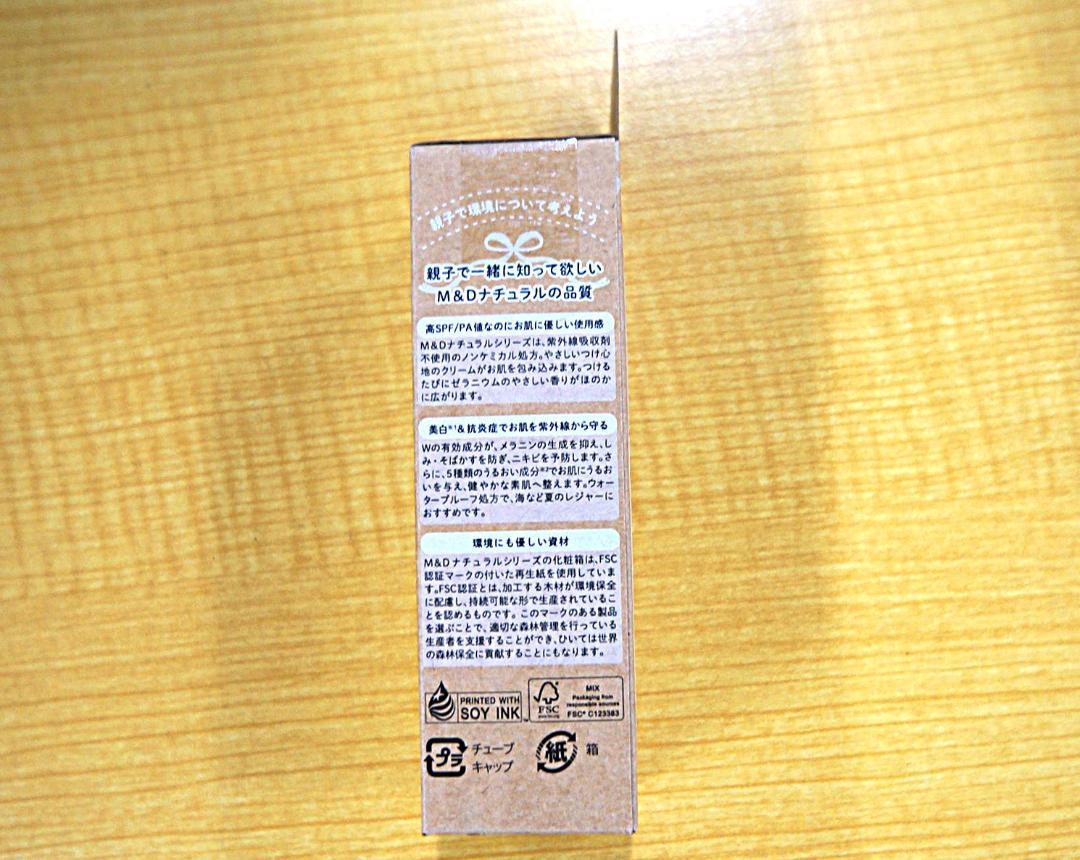 親子で環境について考えよう
親子で一緒に知って欲しい
M&Dナチュラルの品質
高SPF/PA値なのにお肌に優しい使用感
M&Dナチュラルシリーズは、紫外線吸収剤
不使用のノンケミカル処方。やさしいつけ心
地のクリームがお肌を包み込みます。つける
たびにゼラニウムのやさしい香りがほのか
に広がります。
美白※1&抗炎症でお肌を紫外線から守る
Wの有効成分が、メラニンの生成を抑え、し
み・そばかすを防ぎ、ニキビを予防します。さ
らに、5種類のうるおい成分※2でお肌にうるお
いを与え、健やかな素肌へ整えます。ウォー
タープルーフ処方で、海など夏のレジャーに
おすすめです。
環境にも優しい資材
M&Dナチュラルシリーズの化粧箱は、FSC
認証マークの付いた再生紙を使用していま
す。FSC認証とは、加工する木材が環境保全
に配慮し、持続可能な形で生産されているこ
とを認めるものです。このマークのある製品
を選ぶことで、適切な森林管理を行っている
生産者を支援することができ、ひいては世界
の森林保全に貢献することにもなります。
PRINTED WITH
SOY INK
FSC
MIX
Packaging from
responsible sources
FSC® C123383
プラ
チューブ
キャップ
紙
箱